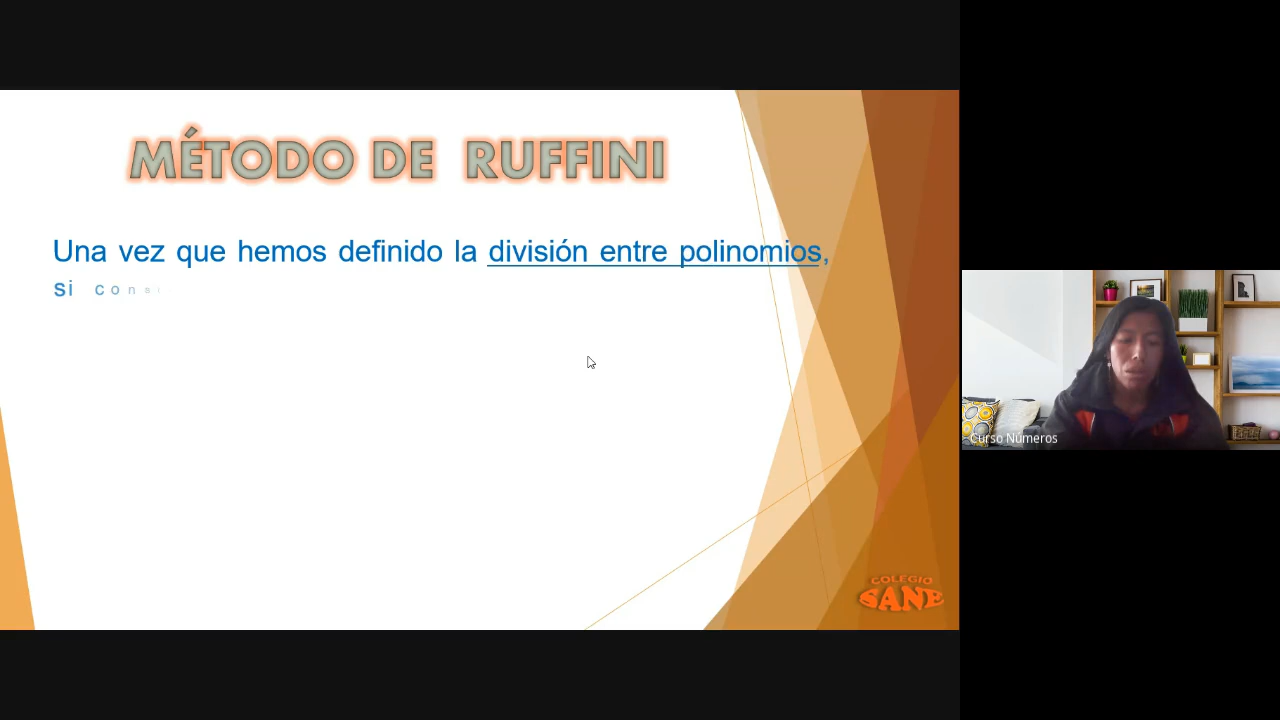 MÉTODO DE RUFFINI
Una vez que hemos definido la división entre polinomios,
si
COLEGIO
SANE
Curso Números